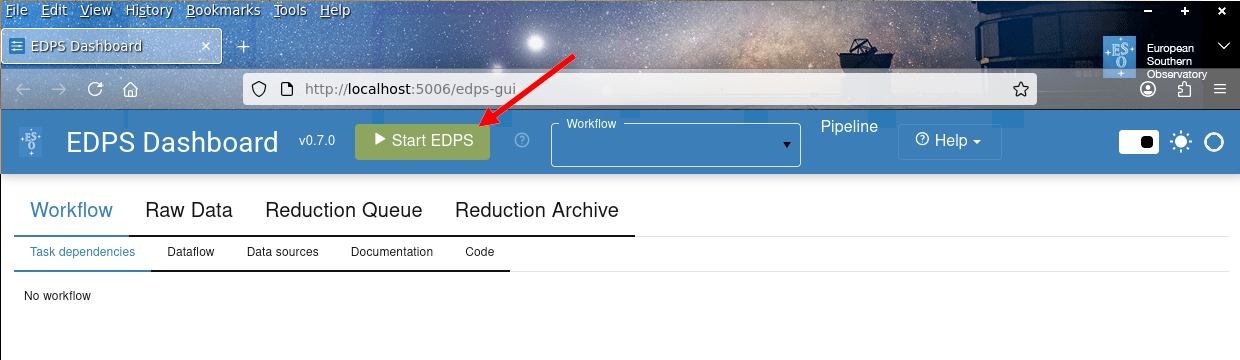 File Edit View History Bookmarks Tools Help
EDPS Dashboard
ES
O
European
Southern
Observatory
http://localhost:5006/edps-gui
ES
O
EDPS Dashboard v0.7.0 Start EDPS Workflow Pipeline Help
Workflow Raw Data Reduction Queue Reduction Archive
Task dependencies Dataflow Data sources Documentation Code
No workflow